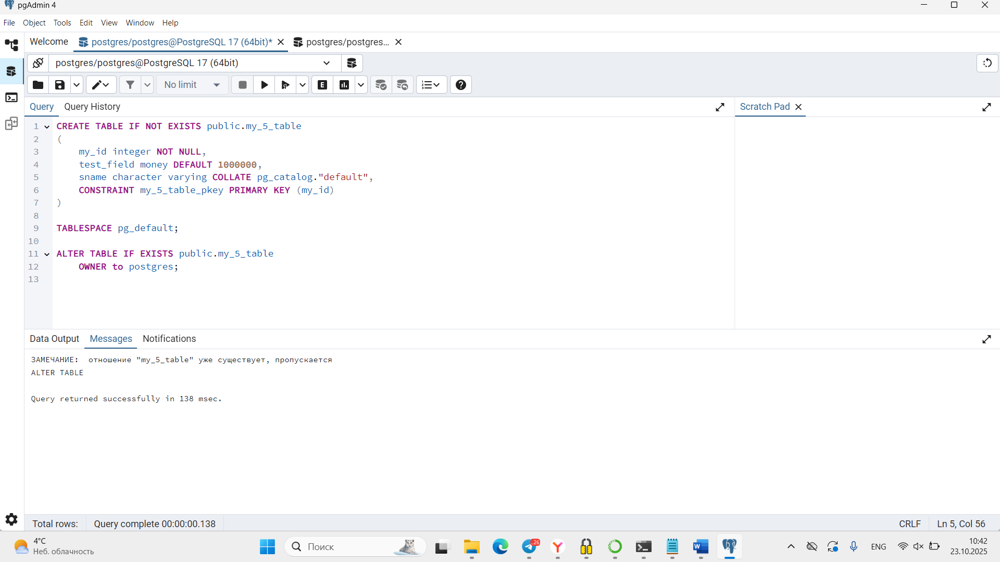 pgAdmin 4
File Object Tools Edit View Window Help
Welcome postgres/postgres@PostgreSQL 17 (64bit)* postgres/postgres...
postgres/postgres@PostgreSQL 17 (64bit)
No limit E
Query Query History Scratch Pad
1 CREATE TABLE IF NOT EXISTS public.my_5_table
2 (
3 my_id integer NOT NULL,
4 test_field money DEFAULT 1000000,
5 sname character varying COLLATE pg_catalog."default",
6 CONSTRAINT my_5_table_pkey PRIMARY KEY (my_id)
7 )
8
9 TABLESPACE pg_default;
10
11 ALTER TABLE IF EXISTS public.my_5_table
12 OWNER to postgres;
13
Data Output Messages Notifications
ЗАМЕЧАНИЕ: отношение "my_5_table" уже существует, пропускается
ALTER TABLE
Query returned successfully in 138 msec.
Total rows: Query complete 00:00:00.138 CRLF Ln 5, Col 56
4°C
Неб. облачность
Поиск
26
ENG
10:42
23.10.2025